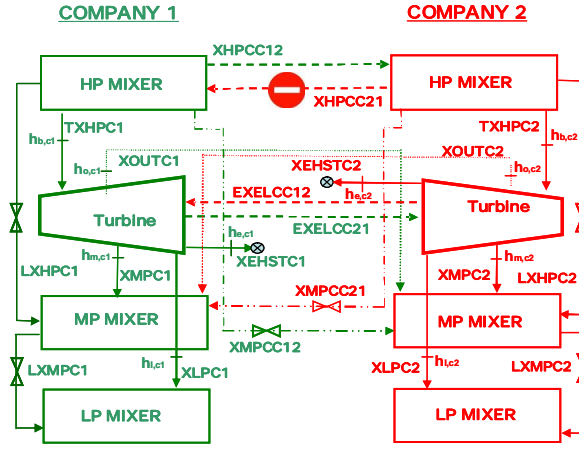 COMPANY 1
COMPANY 2
XHPCC12
HP MIXER
HP MIXER
XHPCC21
TXHPC1
TXHPC2
hb,c1
hb,c2
XOUTC1
XOUTC2
ho,c1
XEHSTC2
ho,c2
he,c2
EXELCC12
Turbine
Turbine
EXELCC21
he,c1
hm,c1
XEHSTC1
hm,c2
LXHPC1
XMPC1
XMPC2
LXHPC2
XMPCC21
MP MIXER
MP MIXER
XMPCC12
hl,c1
hl,c2
LXMPC1
XLPC1
XLPC2
LXMPC2
LP MIXER
LP MIXER